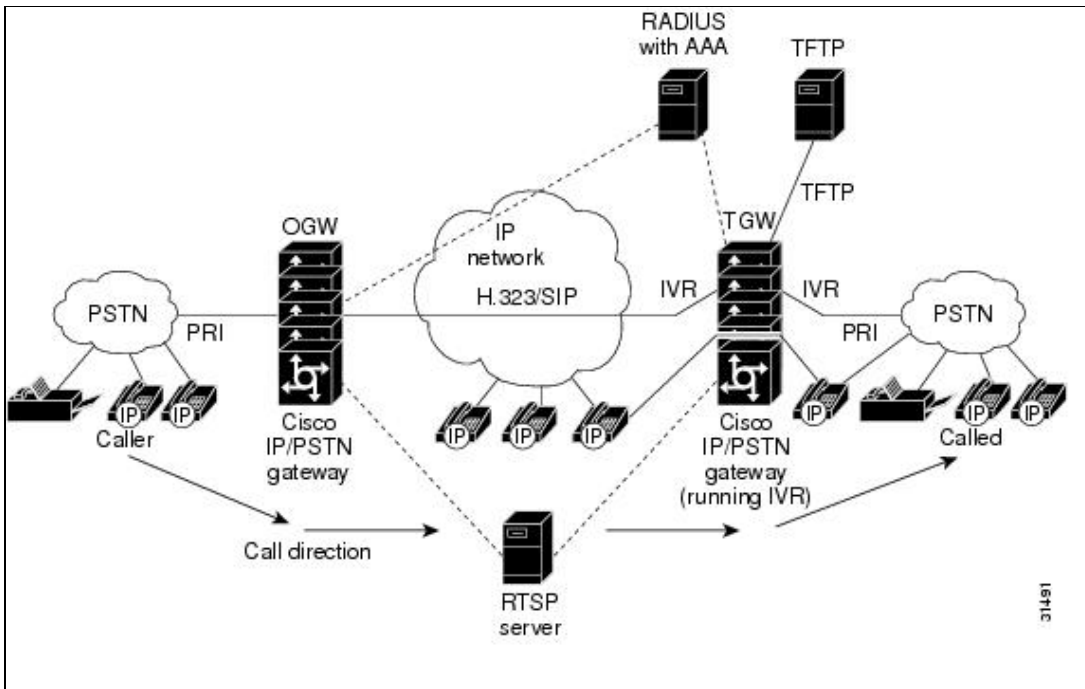 RADIUS
with AAA
TFTP
TFTP
OGW
TGW
IP
network
H.323/SIP
IVR
IVR
PSTN
PRI
PRI
PSTN
IP
IP
IP
IP
IP
IP
IP
IP
Caller
Cisco
IP/PSTN
gateway
Cisco
IP/PSTN
gateway
(running IVR)
Called
Call direction
RTSP
server
31491